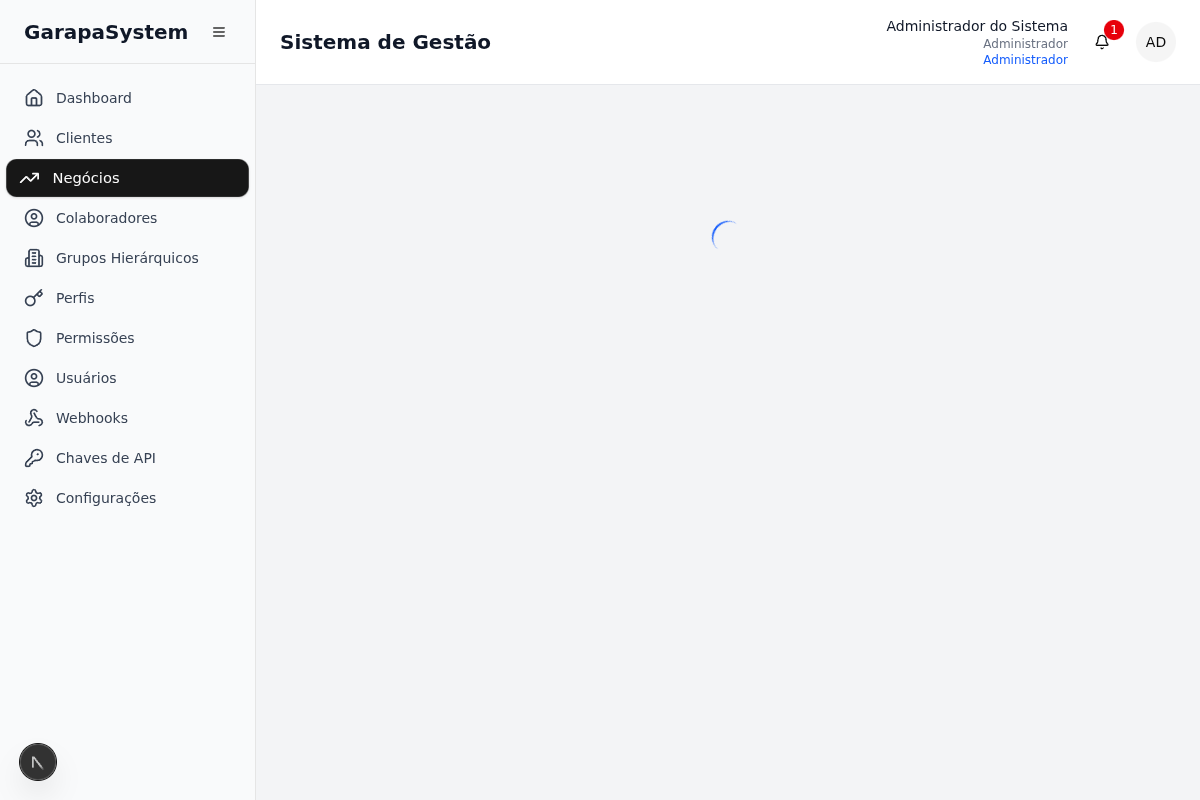 GarapaSystem
Dashboard
Clientes
Negócios
Colaboradores
Grupos Hierárquicos
Perfis
Permissões
Usuários
Webhooks
Chaves de API
Configurações
Sistema de Gestão
Administrador do Sistema
Administrador
Administrador
1
AD